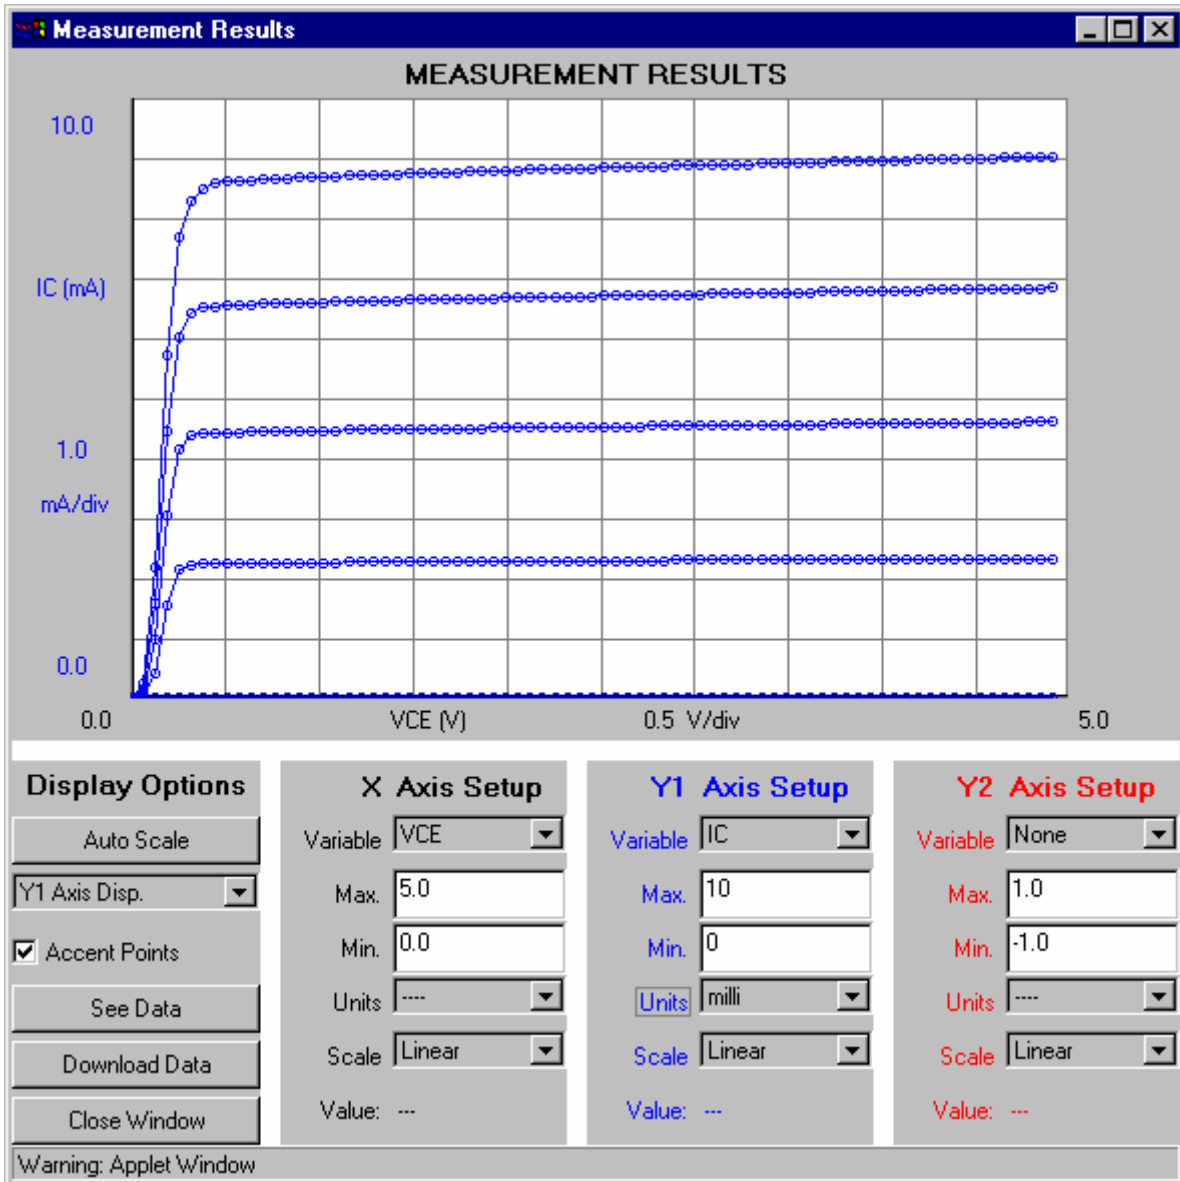 Measurement Results
MEASUREMENT RESULTS
10.0
IC (mA)
1.0
mA/div
0.0
0.0 VCE (V) 0.5 V/div 5.0
Display Options
Auto Scale
Y1 Axis Disp.
Accent Points
See Data
Download Data
Close Window
X Axis Setup
Variable VCE
Max. 5.0
Min. 0.0
Units ----
Scale Linear
Value: ---
Y1 Axis Setup
Variable IC
Max. 10
Min. 0
Units milli
Scale Linear
Value: ---
Y2 Axis Setup
Variable None
Max. 1.0
Min. -1.0
Units ----
Scale Linear
Value: ---
Warning: Applet Window